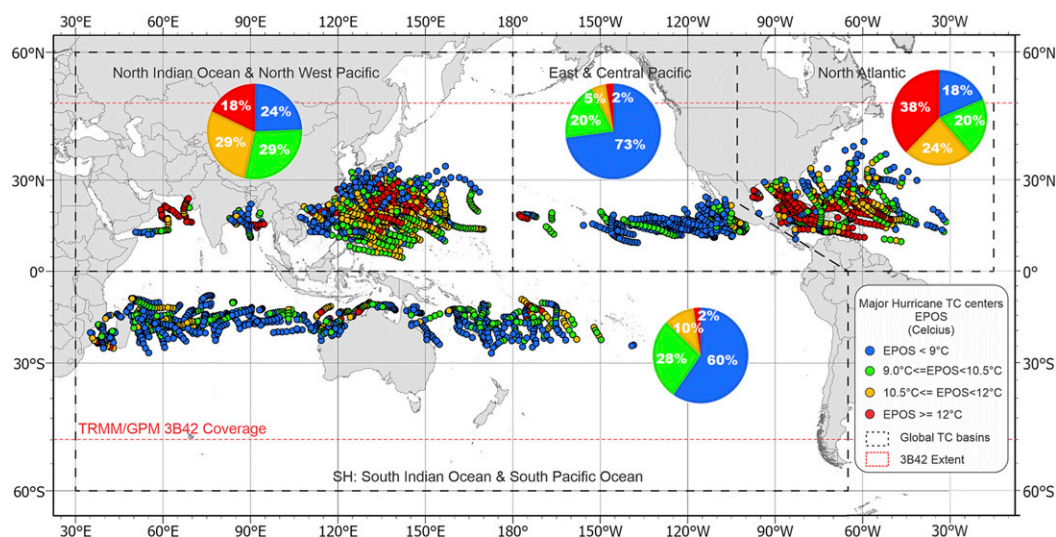 30°E 60°E 90°E 120°E 150°E 180° 150°W 120°W 90°W 60°W 30°W
60°N 60°N
North Indian Ocean & North West Pacific East & Central Pacific North Atlantic
18% 24% 29% 29%
5% 2% 20% 73%
38% 18% 20% 24%
30°N 30°N
0° 0°
10% 2% 28% 60%
Major Hurricane TC centers
EPOS
(Celcius)
EPOS < 9°C
9.0°C<=EPOS<10.5°C
10.5°C<= EPOS<12°C
EPOS >= 12°C
Global TC basins
3B42 Extent
30°S 30°S
TRMM/GPM 3B42 Coverage
SH: South Indian Ocean & South Pacific Ocean
60°S 60°S
30°E 60°E 90°E 120°E 150°E 180° 150°W 120°W 90°W 60°W 30°W